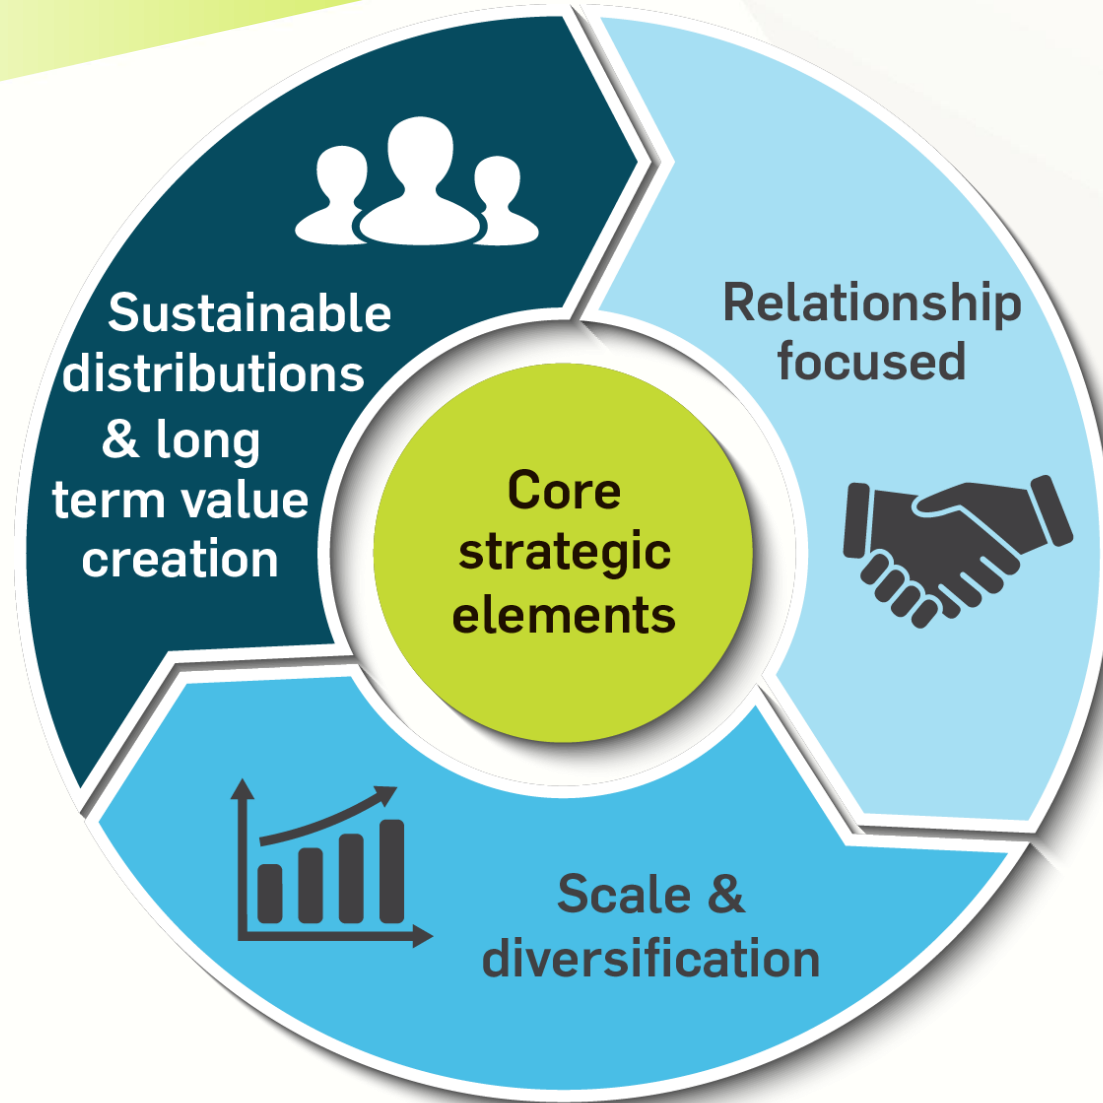 Sustainable
distributions
& long
term value
creation
Relationship
focused
Core
strategic
elements
Scale &
diversification